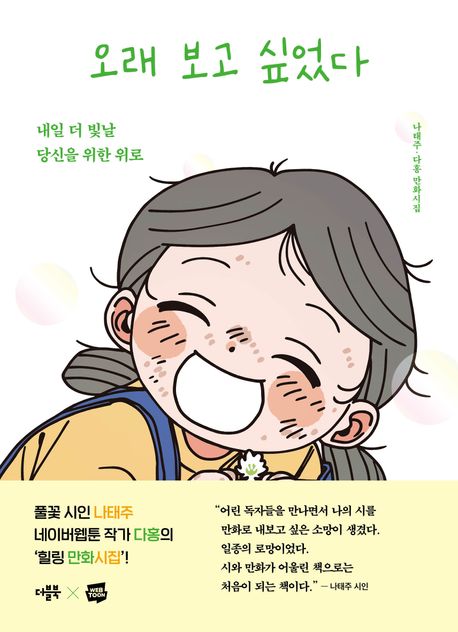 오래 보고 싶었다
내일 더 빛날
당신을 위한 위로
나태주·다홍 만화시집
풀꽃 시인 나태주
네이버웹툰 작가 다홍의
‘힐링 만화시집’!
더블북 × WEB TOON
“어린 독자들을 만나면서 나의 시를
만화로 내보고 싶은 소망이 생겼다.
일종의 로망이었다.
시와 만화가 어울린 책으로는
처음이 되는 책이다.” – 나태주 시인